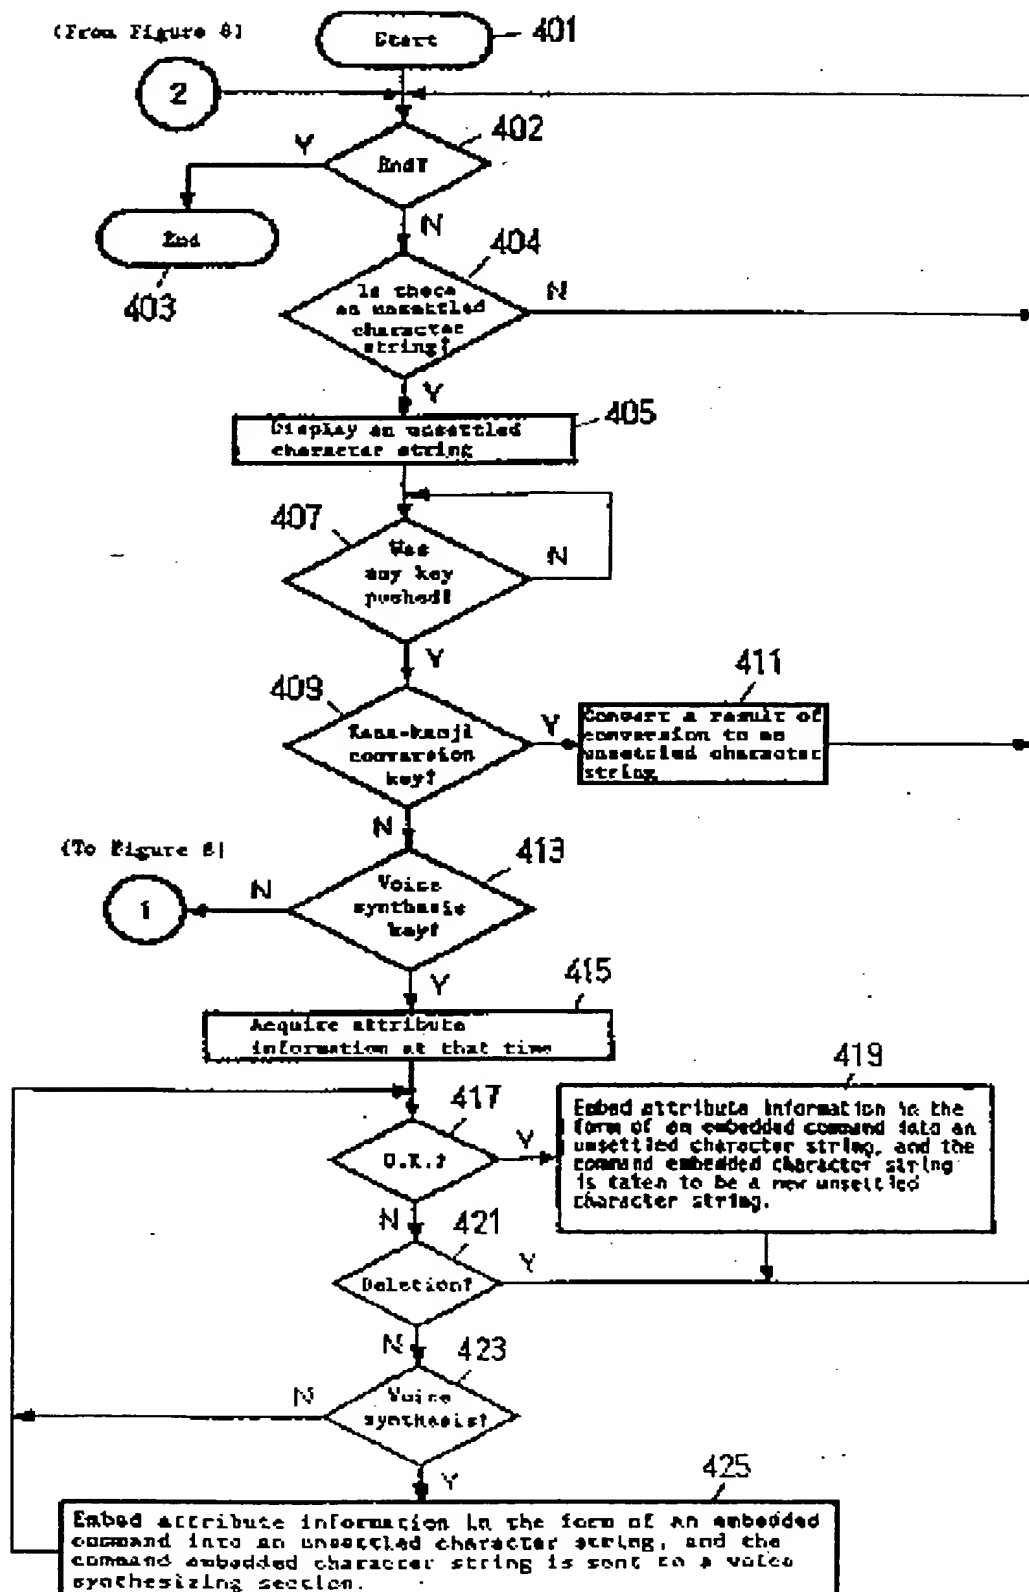 (From Figure 8)
Start
401
2
402
Y
End?
N
End
403
404
Is there
an unsettled
character
string?
N
Y
405
Display an unsettled
character string
407
Was
any key
pushed?
N
Y
409
Kana-kanji
conversion
key?
Y
411
Convert a result of
conversion to an
unsettled character
string
N
(To Figure 8)
413
Voice
synthesis
key?
N
1
Y
415
Acquire attribute
information at that time
417
O.K.?
Y
419
Embed attribute information in the
form of an embedded command into an
unsettled character string, and the
command embedded character string
is taken to be a new unsettled
character string.
N
421
Deletion?
Y
N
423
Voice
synthesis?
N
Y
425
Embed attribute information in the form of an embedded
command into an unsettled character string, and the
command embedded character string is sent to a voice
synthesizing section.